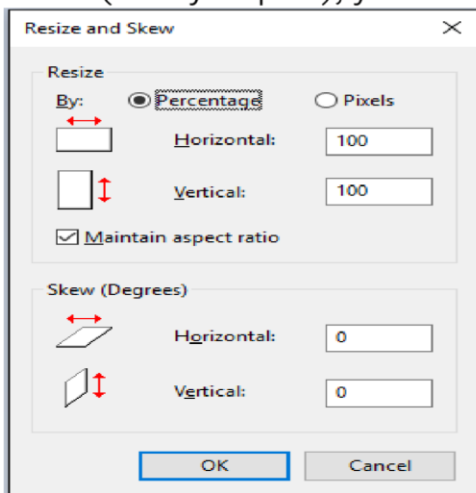 Resize and Skew
Resize
By: Percentage Pixels
Horizontal: 100
Vertical: 100
Maintain aspect ratio
Skew (Degrees)
Horizontal: 0
Vertical: 0
OK Cancel